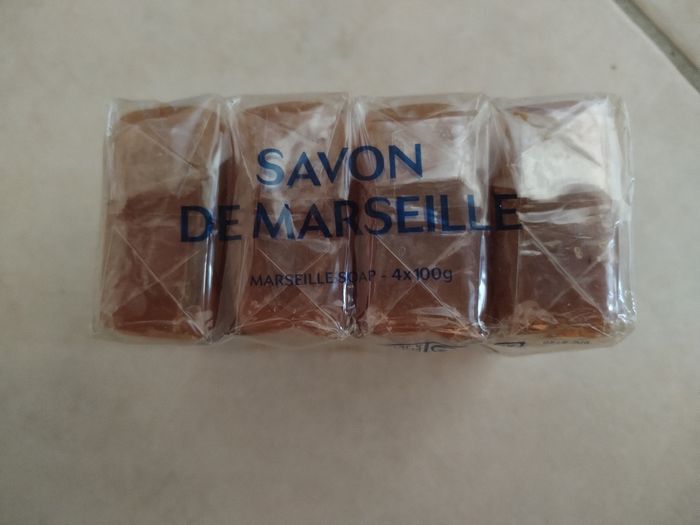 SAVON
DE MARSEILLE
MARSEILLE SOAP - 4x100g